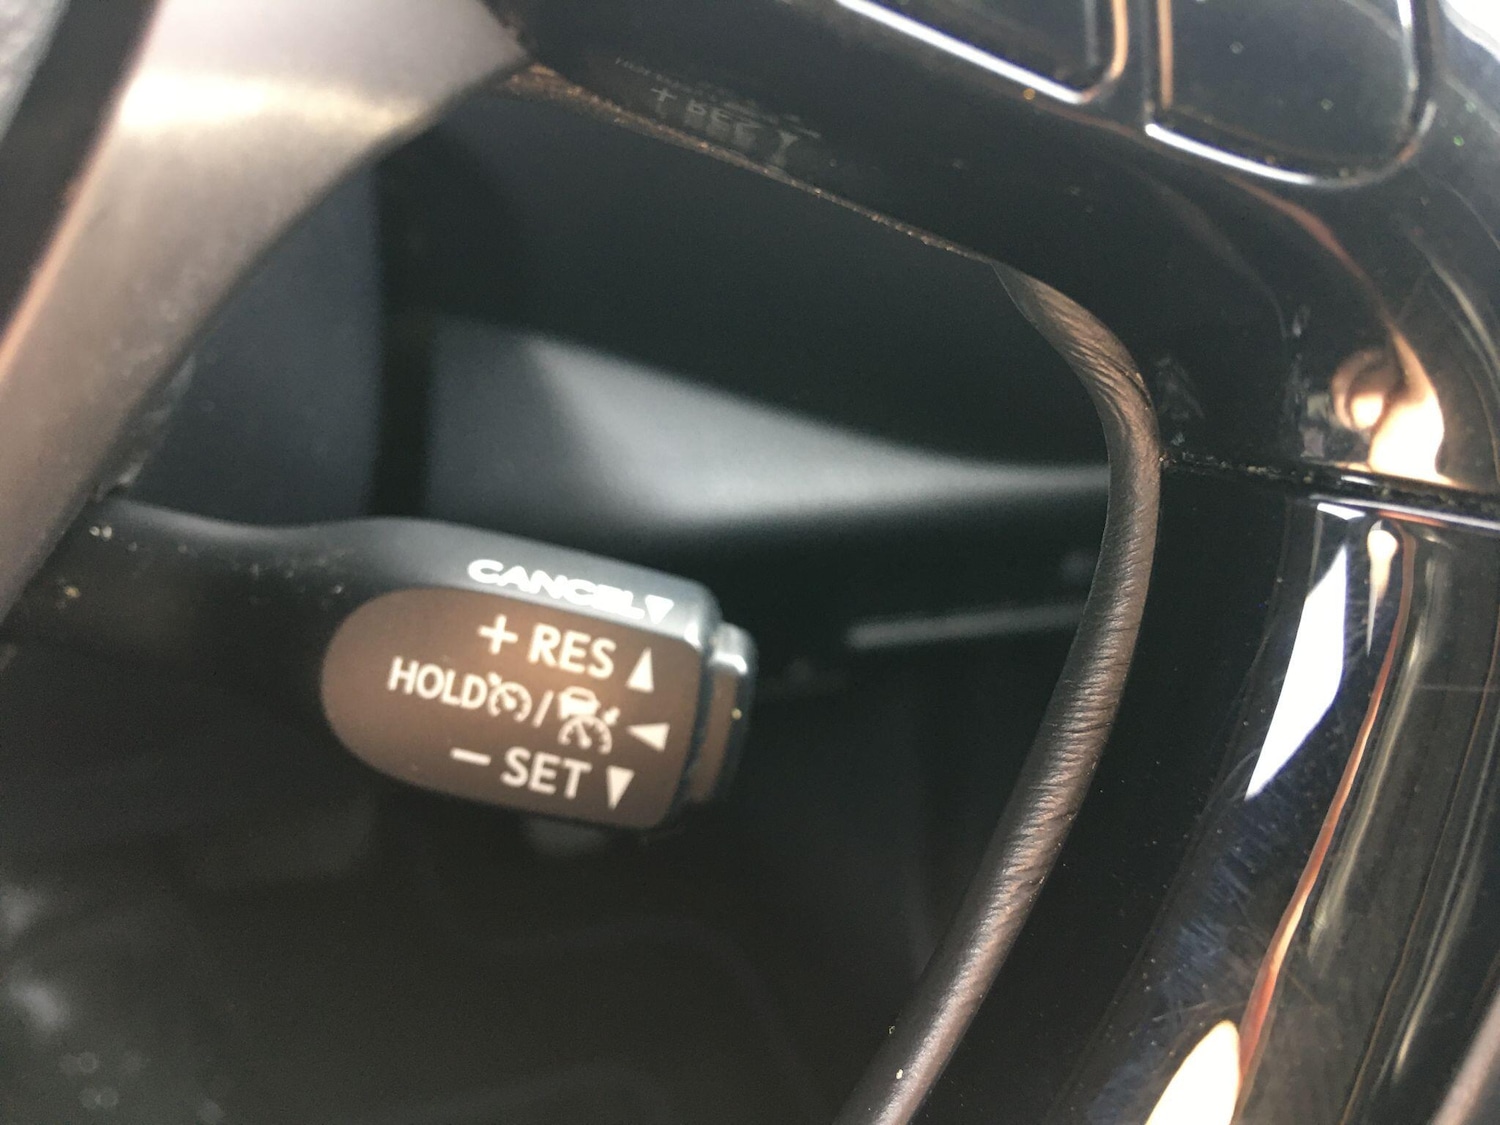 CANCEL
+ RES
HOLD /
− SET